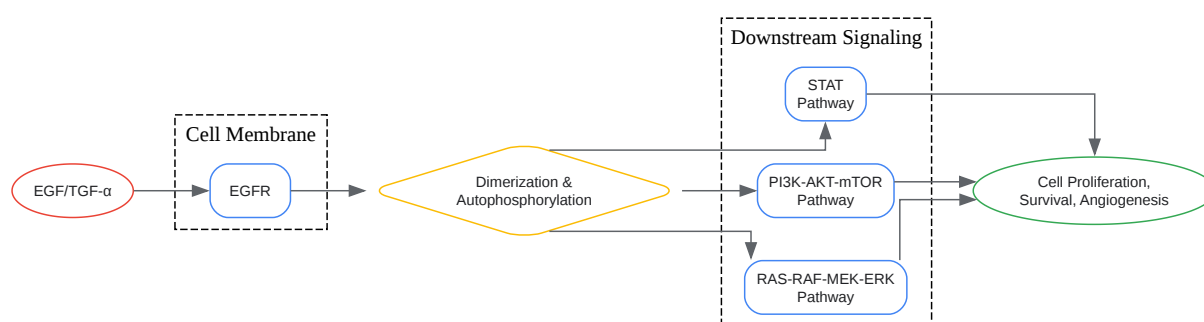 EGF/TGF-α
Cell Membrane
EGFR
Dimerization &
Autophosphorylation
Downstream Signaling
STAT
Pathway
PI3K-AKT-mTOR
Pathway
RAS-RAF-MEK-ERK
Pathway
Cell Proliferation,
Survival, Angiogenesis